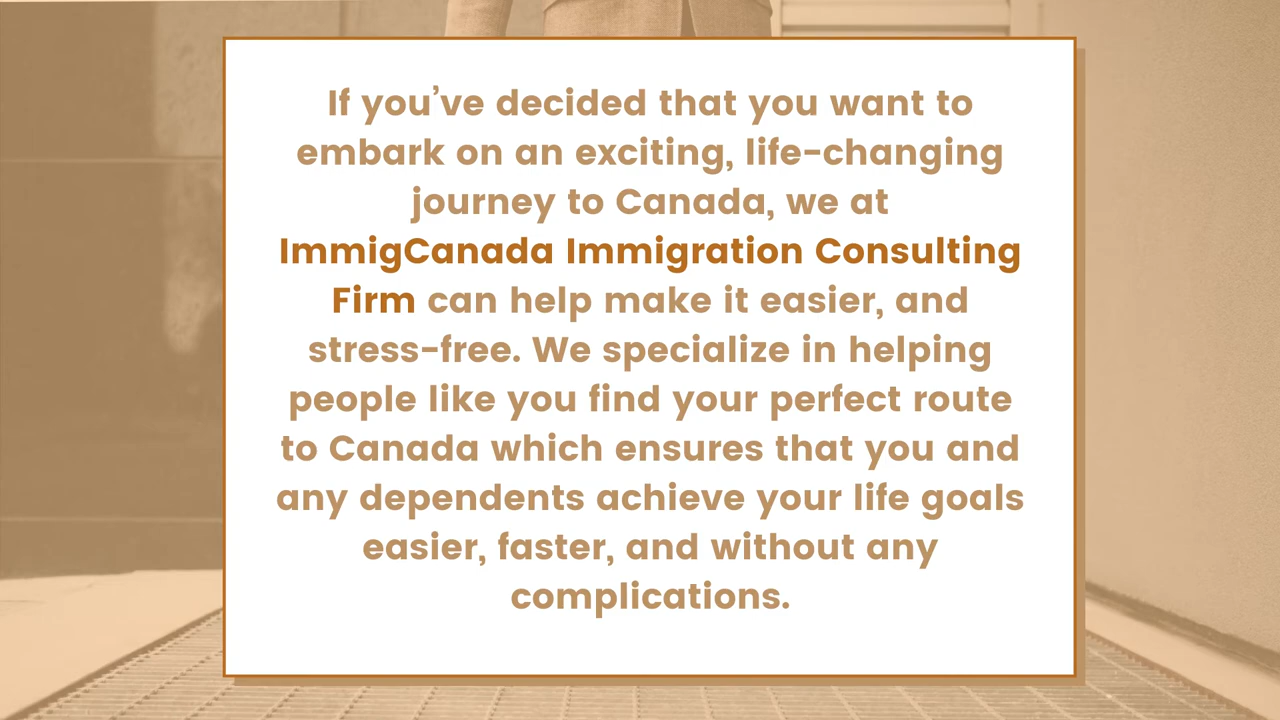 If you’ve decided that you want to
embark on an exciting, life-changing
journey to Canada, we at
ImmigCanada Immigration Consulting
Firm can help make it easier, and
stress-free. We specialize in helping
people like you find your perfect route
to Canada which ensures that you and
any dependents achieve your life goals
easier, faster, and without any
complications.